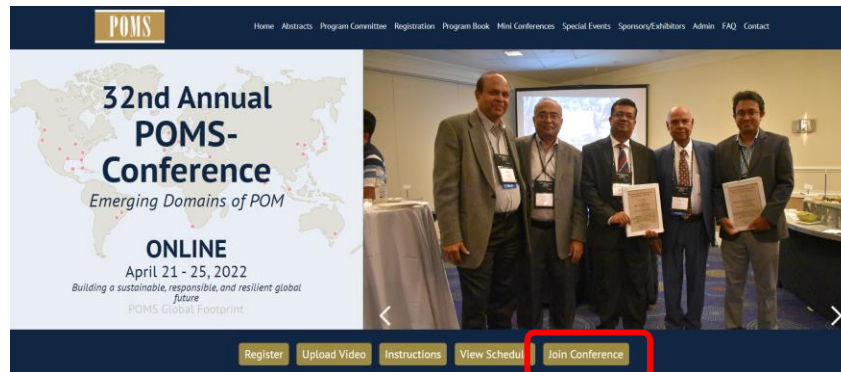 POMS
Home Abstracts Program Committee Registration Program Book Mini Conferences Special Events Sponsors/Exhibitors Admin FAQ Contact
32nd Annual
POMS-
Conference
Emerging Domains of POM
ONLINE
April 21 - 25, 2022
Building a sustainable, responsible, and resilient global
future
POMS Global Footprint
Register Upload Video Instructions View Schedule Join Conference